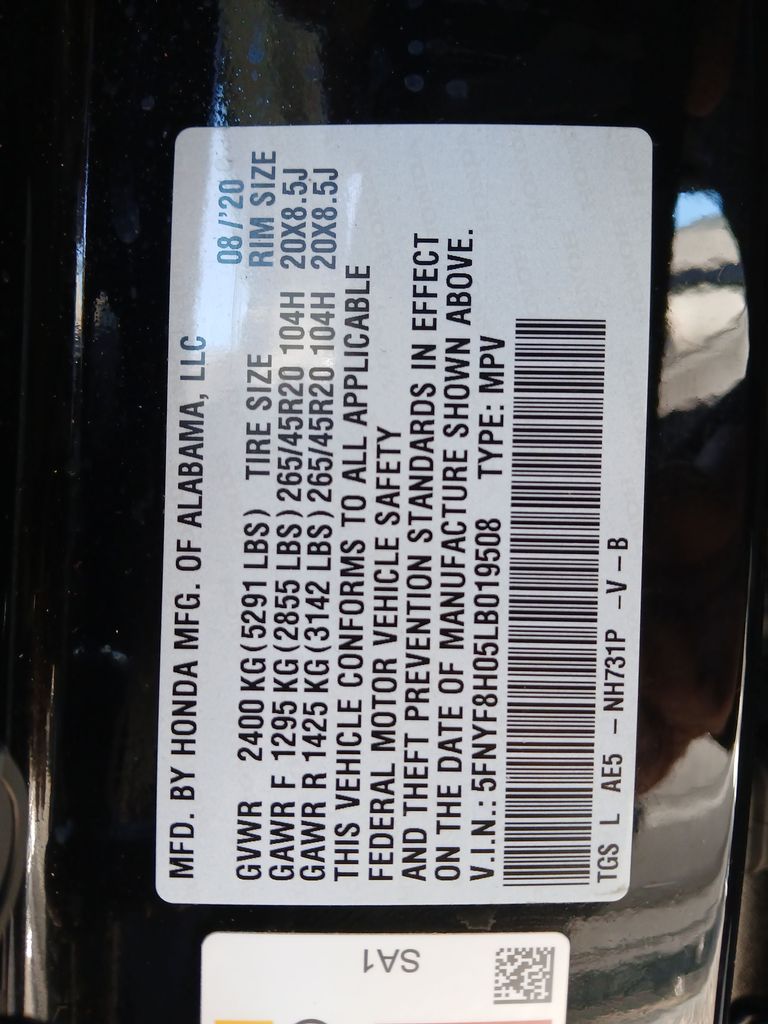 MFD. BY HONDA MFG. OF ALABAMA, LLC
08/'20
GVWR 2400 KG(5291 LBS) TIRE SIZE RIM SIZE
GAWR F 1295 KG(2855 LBS) 265/45R20 104H 20X8.5J
GAWR R 1425 KG(3142 LBS) 265/45R20 104H 20X8.5J
THIS VEHICLE CONFORMS TO ALL APPLICABLE
FEDERAL MOTOR VEHICLE SAFETY
AND THEFT PREVENTION STANDARDS IN EFFECT
ON THE DATE OF MANUFACTURE SHOWN ABOVE.
V.I.N.: 5FNYF8H05LB019508 TYPE: MPV
TGS L AE5 - NH731P -V - B
SA1